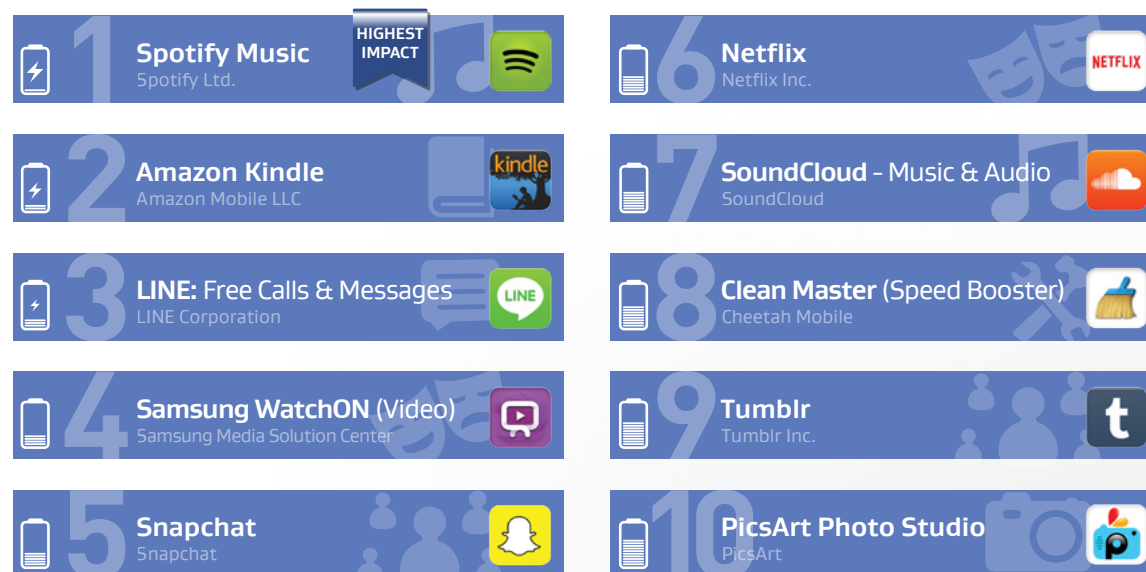 1
Spotify Music
Spotify Ltd.
HIGHEST
IMPACT
2
Amazon Kindle
Amazon Mobile LLC
kindle
3
LINE: Free Calls & Messages
LINE Corporation
LINE
4
Samsung WatchON (Video)
Samsung Media Solution Center
5
Snapchat
Snapchat
6
Netflix
Netflix Inc.
NETFLIX
7
SoundCloud - Music & Audio
SoundCloud
8
Clean Master (Speed Booster)
Cheetah Mobile
9
Tumblr
Tumblr Inc.
t
10
PicsArt Photo Studio
PicsArt
p